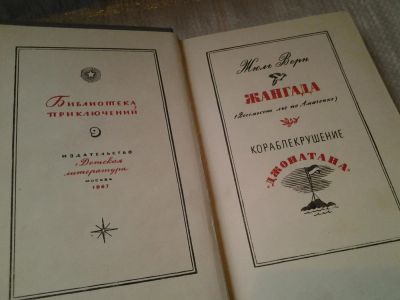 Библиотека
приключений
ИЗДАТЕЛЬСТВО
"Детская
литература"
МОСКВА
1967
Жюль Верн
ЖАНГАДА
(Восемьсот лье по Амазонке)
КОРАБЛЕКРУШЕНИЕ
"ДЖОНАТАНА"